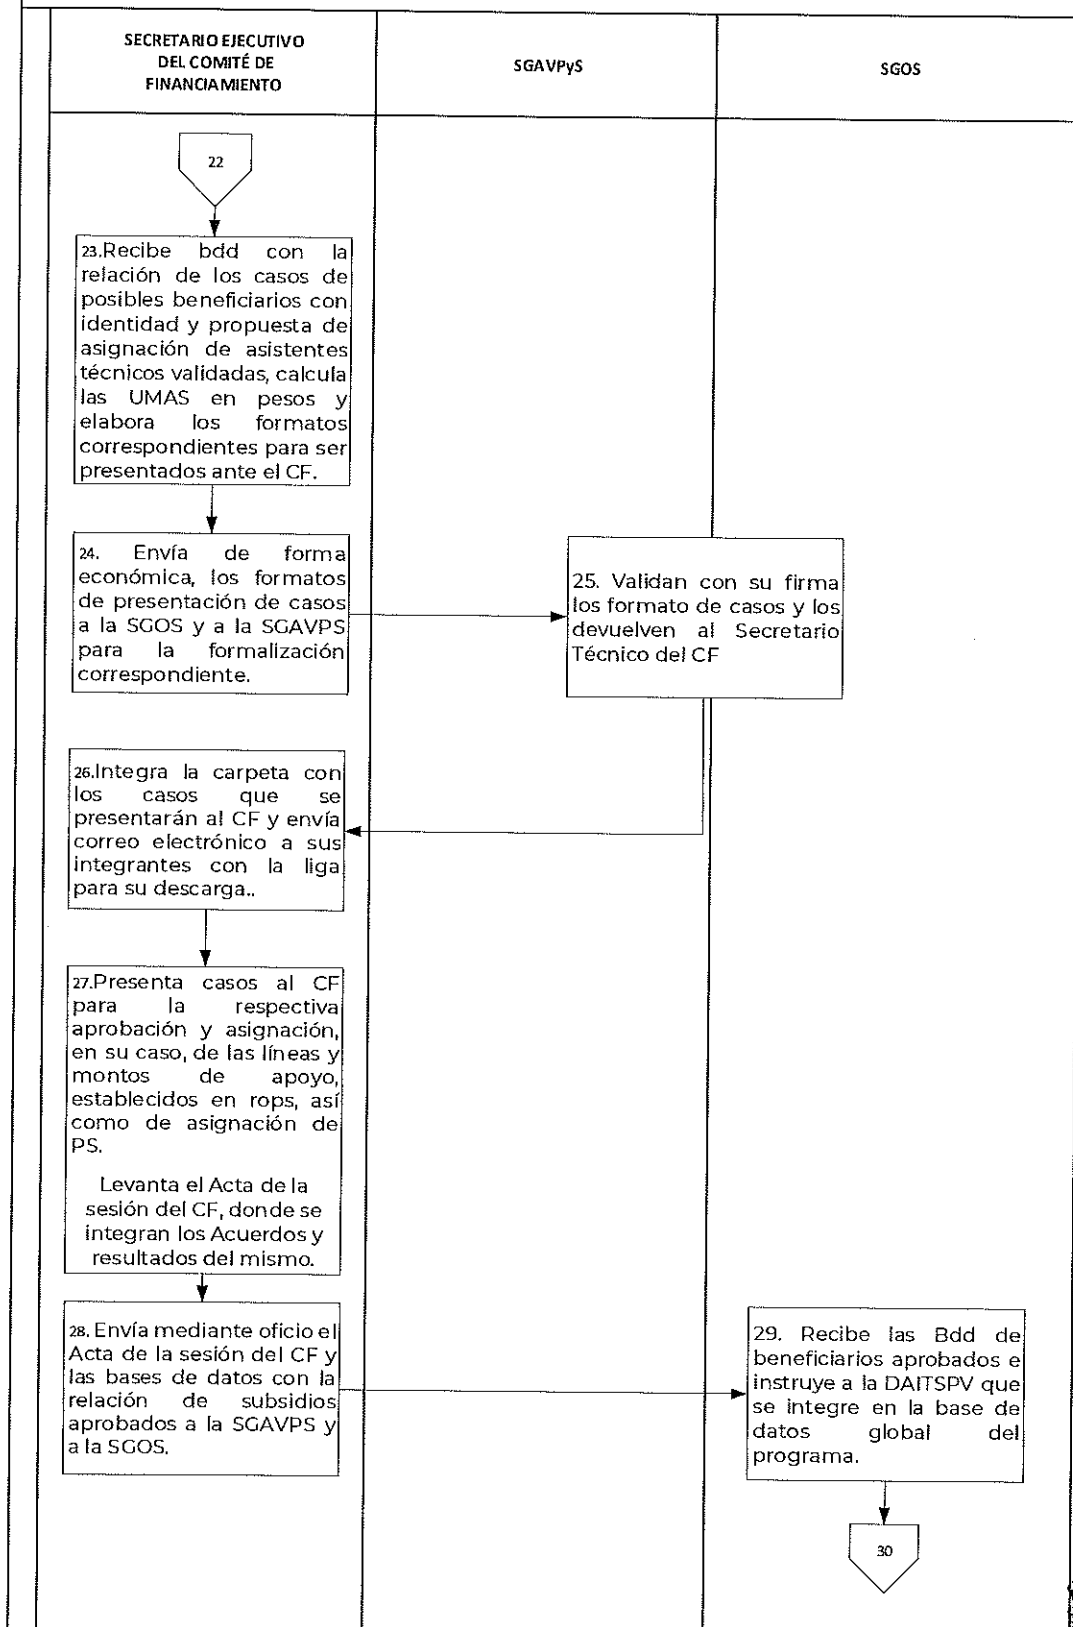 SECRETARIO EJECUTIVO
DEL COMITÉ DE
FINANCIAMIENTO
SGAVPyS
SGOS
22
23.Recibe bdd con la
relación de los casos de
posibles beneficiarios con
identidad y propuesta de
asignación de asistentes
técnicos validadas, calcula
las UMAS en pesos y
elabora los formatos
correspondientes para ser
presentados ante el CF.
24. Envía de forma
económica, los formatos
de presentación de casos
a la SGOS y a la SGAVPS
para la formalización
correspondiente.
25. Validan con su firma
los formato de casos y los
devuelven al Secretario
Técnico del CF
26.Integra la carpeta con
los casos que se
presentarán al CF y envía
correo electrónico a sus
integrantes con la liga
para su descarga..
27.Presenta casos al CF
para la respectiva
aprobación y asignación,
en su caso, de las líneas y
montos de apoyo,
establecidos en rops, así
como de asignación de
PS.
Levanta el Acta de la
sesión del CF, donde se
integran los Acuerdos y
resultados del mismo.
28. Envía mediante oficio el
Acta de la sesión del CF y
las bases de datos con la
relación de subsidios
aprobados a la SGAVPS y
a la SGOS.
29. Recibe las Bdd de
beneficiarios aprobados e
instruye a la DAITSPV que
se integre en la base de
datos global del
programa.
30